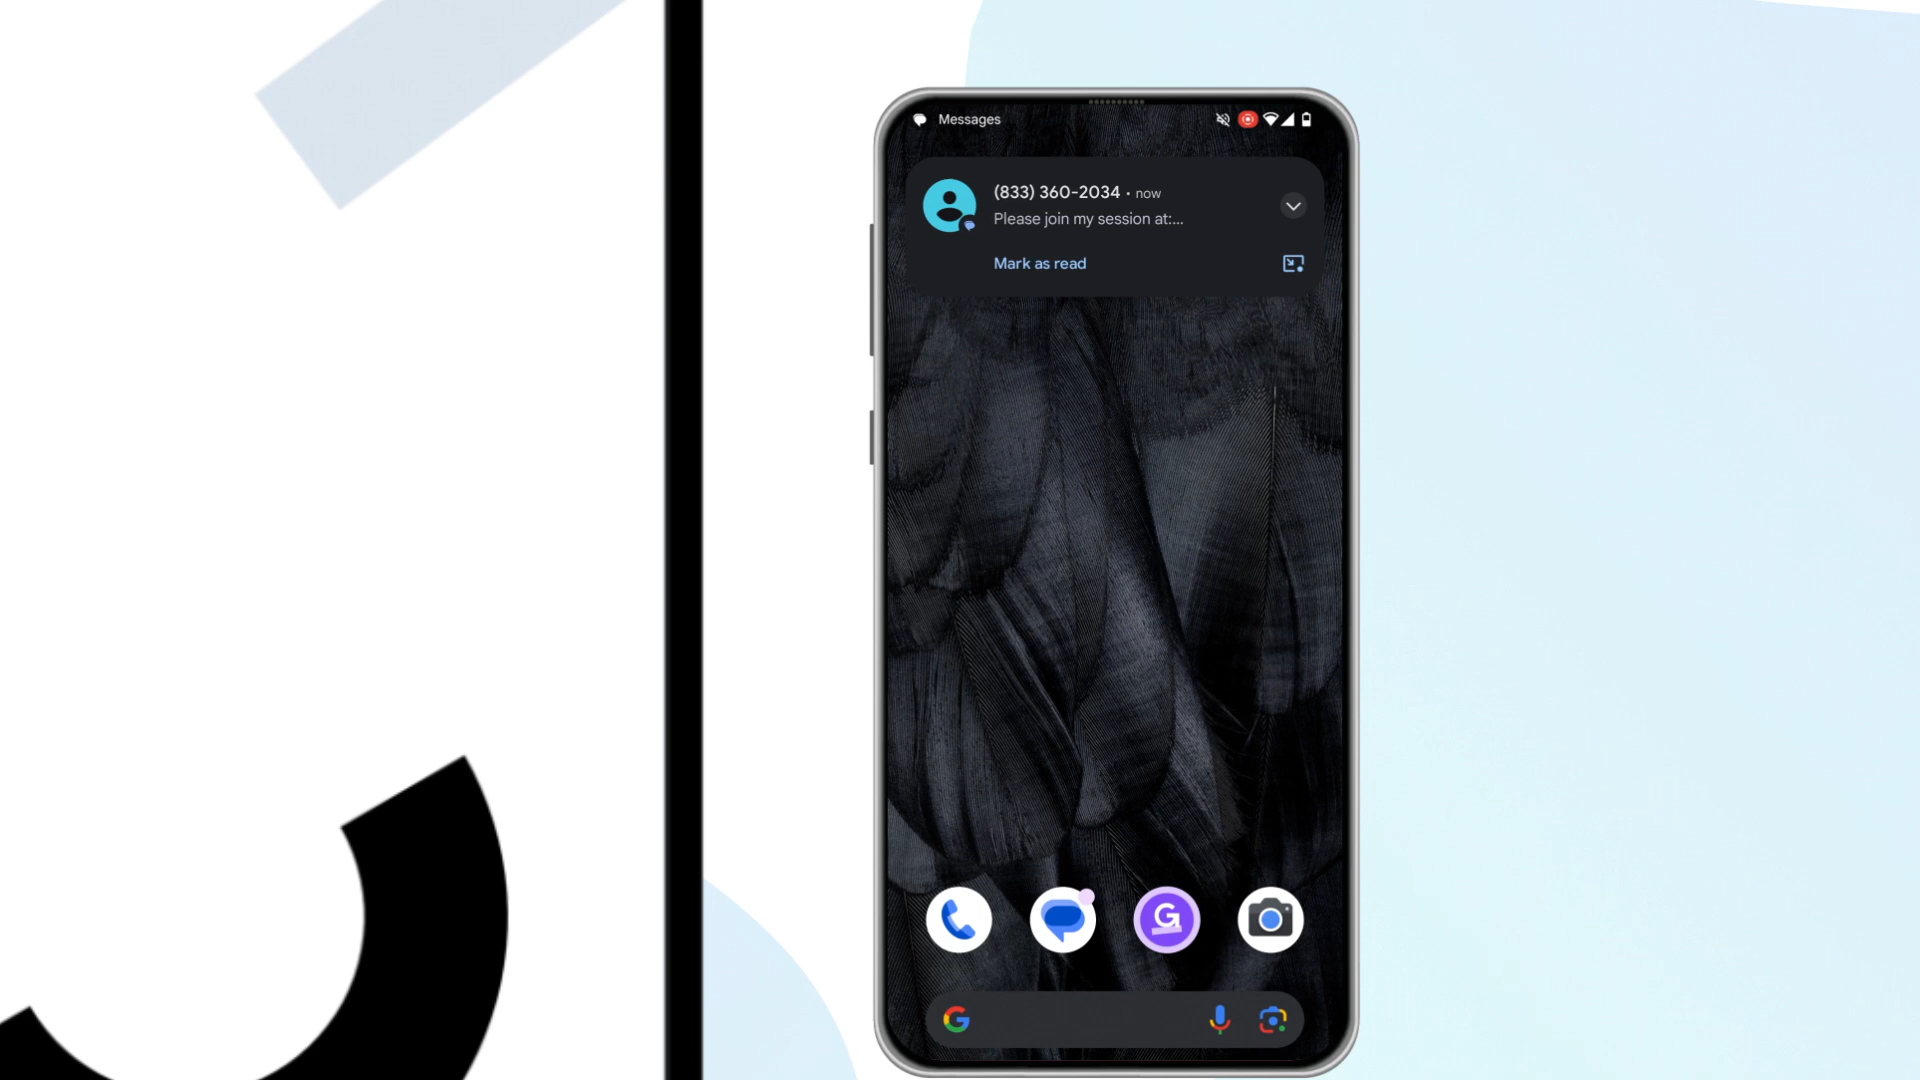 Messages
(833) 360-2034 • now
Please join my session at:...
Mark as read